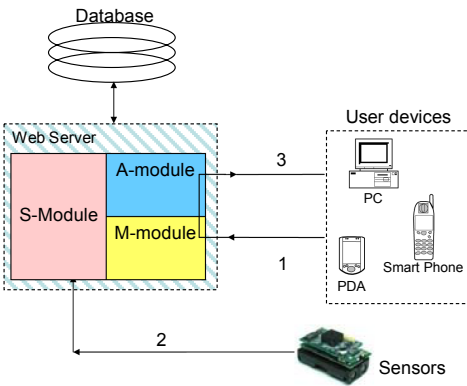 Database
Web Server
User devices
A-module
3
S-Module
PC
M-module
1
Smart Phone
PDA
2
Sensors